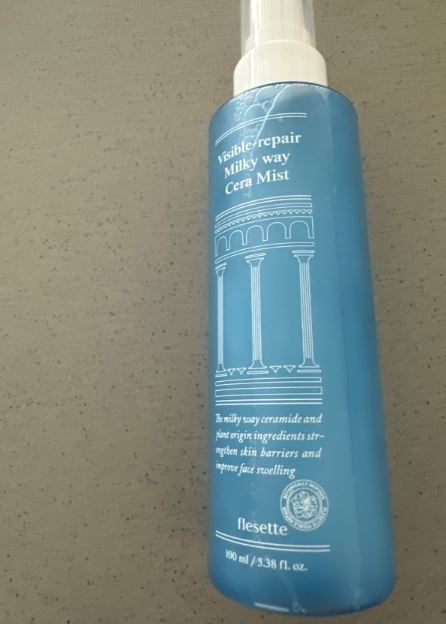 Visible-repair
Milky way
Cera Mist
The milky way ceramide and
plant origin ingredients str-
engthen skin barriers and
improve face swelling
flesette
100 ml / 3.38 fl. oz.